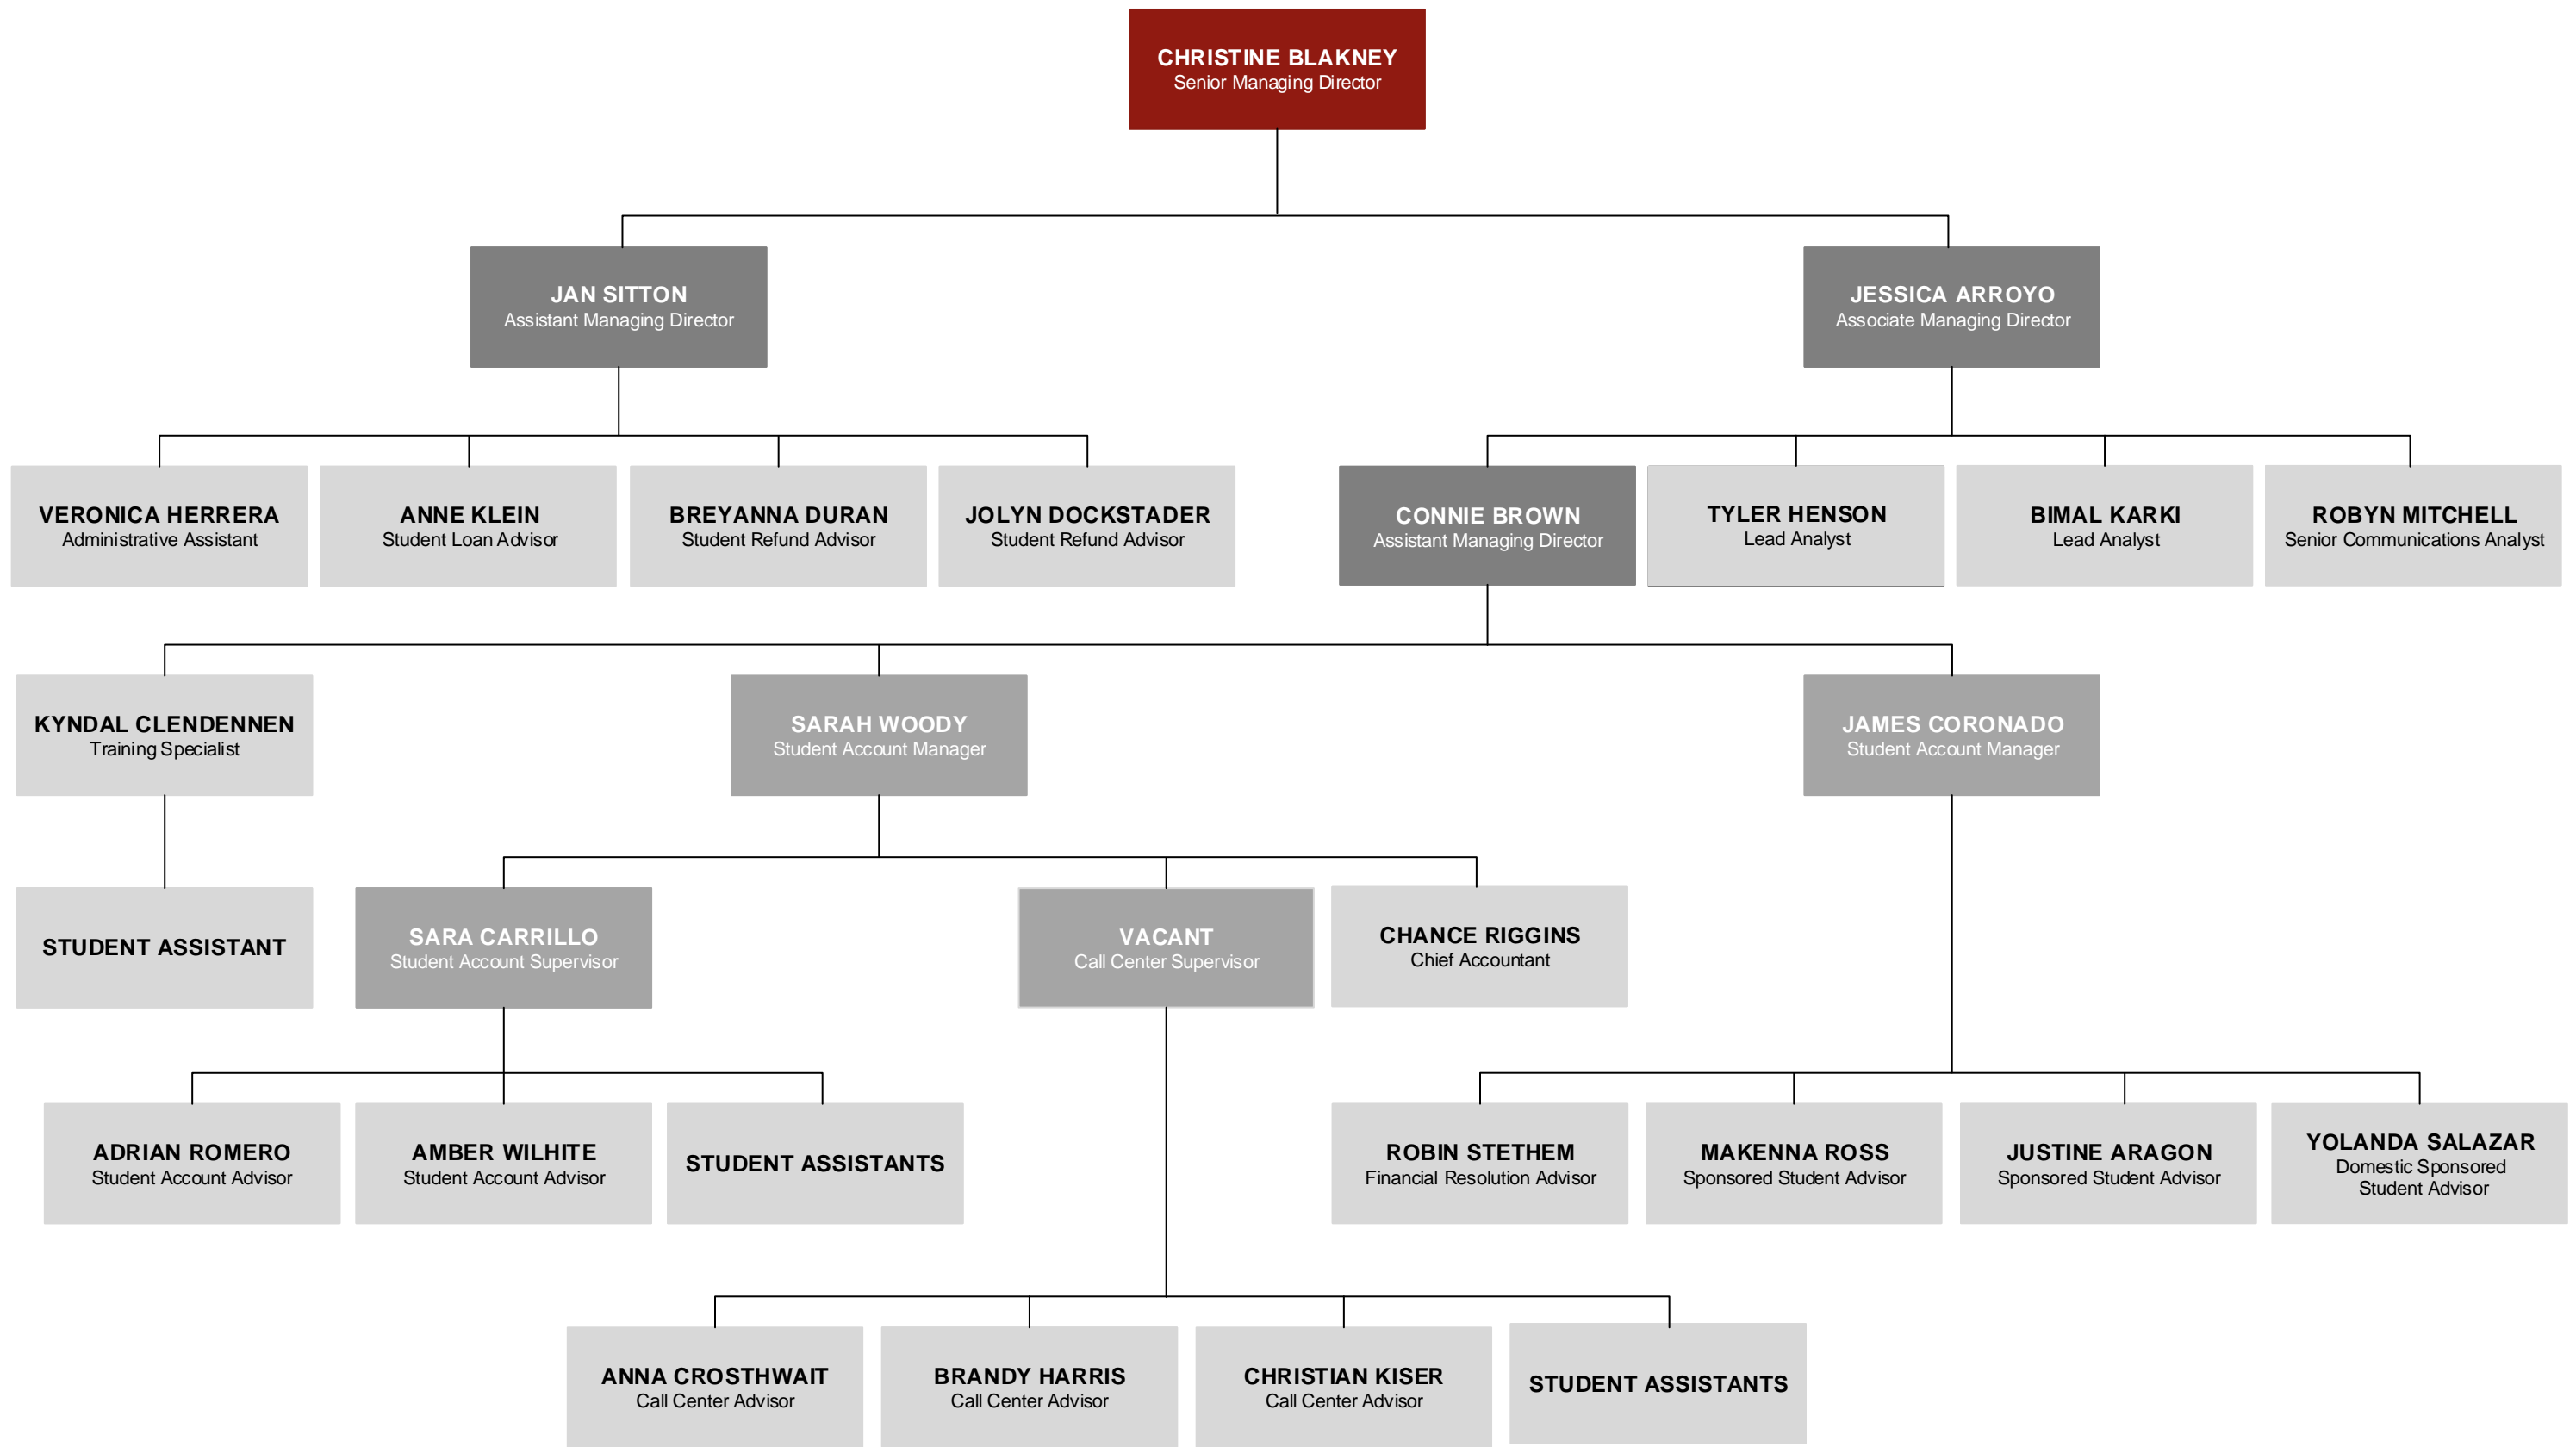 CHRISTINE BLAKNEY
Senior Managing Director
JAN SITTON
Assistant Managing Director
JESSICA ARROYO
Associate Managing Director
VERONICA HERRERA
Administrative Assistant
ANNE KLEIN
Student Loan Advisor
BREYANNA DURAN
Student Refund Advisor
JOLYN DOCKSTADER
Student Refund Advisor
CONNIE BROWN
Assistant Managing Director
TYLER HENSON
Lead Analyst
BIMAL KARKI
Lead Analyst
ROBYN MITCHELL
Senior Communications Analyst
KYNDAL CLENDENNEN
Training Specialist
SARAH WOODY
Student Account Manager
JAMES CORONADO
Student Account Manager
STUDENT ASSISTANT
SARA CARRILLO
Student Account Supervisor
VACANT
Call Center Supervisor
CHANCE RIGGINS
Chief Accountant
ADRIAN ROMERO
Student Account Advisor
AMBER WILHITE
Student Account Advisor
STUDENT ASSISTANTS
ROBIN STETHEM
Financial Resolution Advisor
MAKENNA ROSS
Sponsored Student Advisor
JUSTINE ARAGON
Sponsored Student Advisor
YOLANDA SALAZAR
Domestic Sponsored
Student Advisor
ANNA CROSTHWAIT
Call Center Advisor
BRANDY HARRIS
Call Center Advisor
CHRISTIAN KISER
Call Center Advisor
STUDENT ASSISTANTS